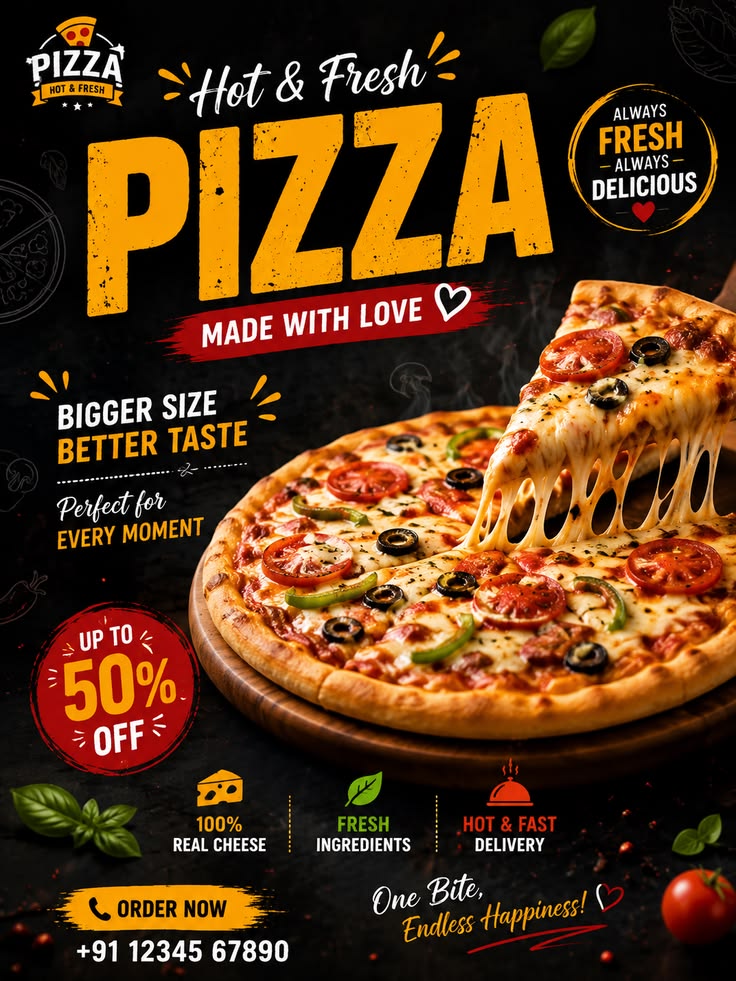 PIZZA
HOT & FRESH
Hot & Fresh
PIZZA
MADE WITH LOVE
ALWAYS
FRESH
ALWAYS
DELICIOUS
BIGGER SIZE
BETTER TASTE
Perfect for
EVERY MOMENT
UP TO
50%
OFF
100%
REAL CHEESE
FRESH
INGREDIENTS
HOT & FAST
DELIVERY
ORDER NOW
+91 12345 67890
One Bite,
Endless Happiness!